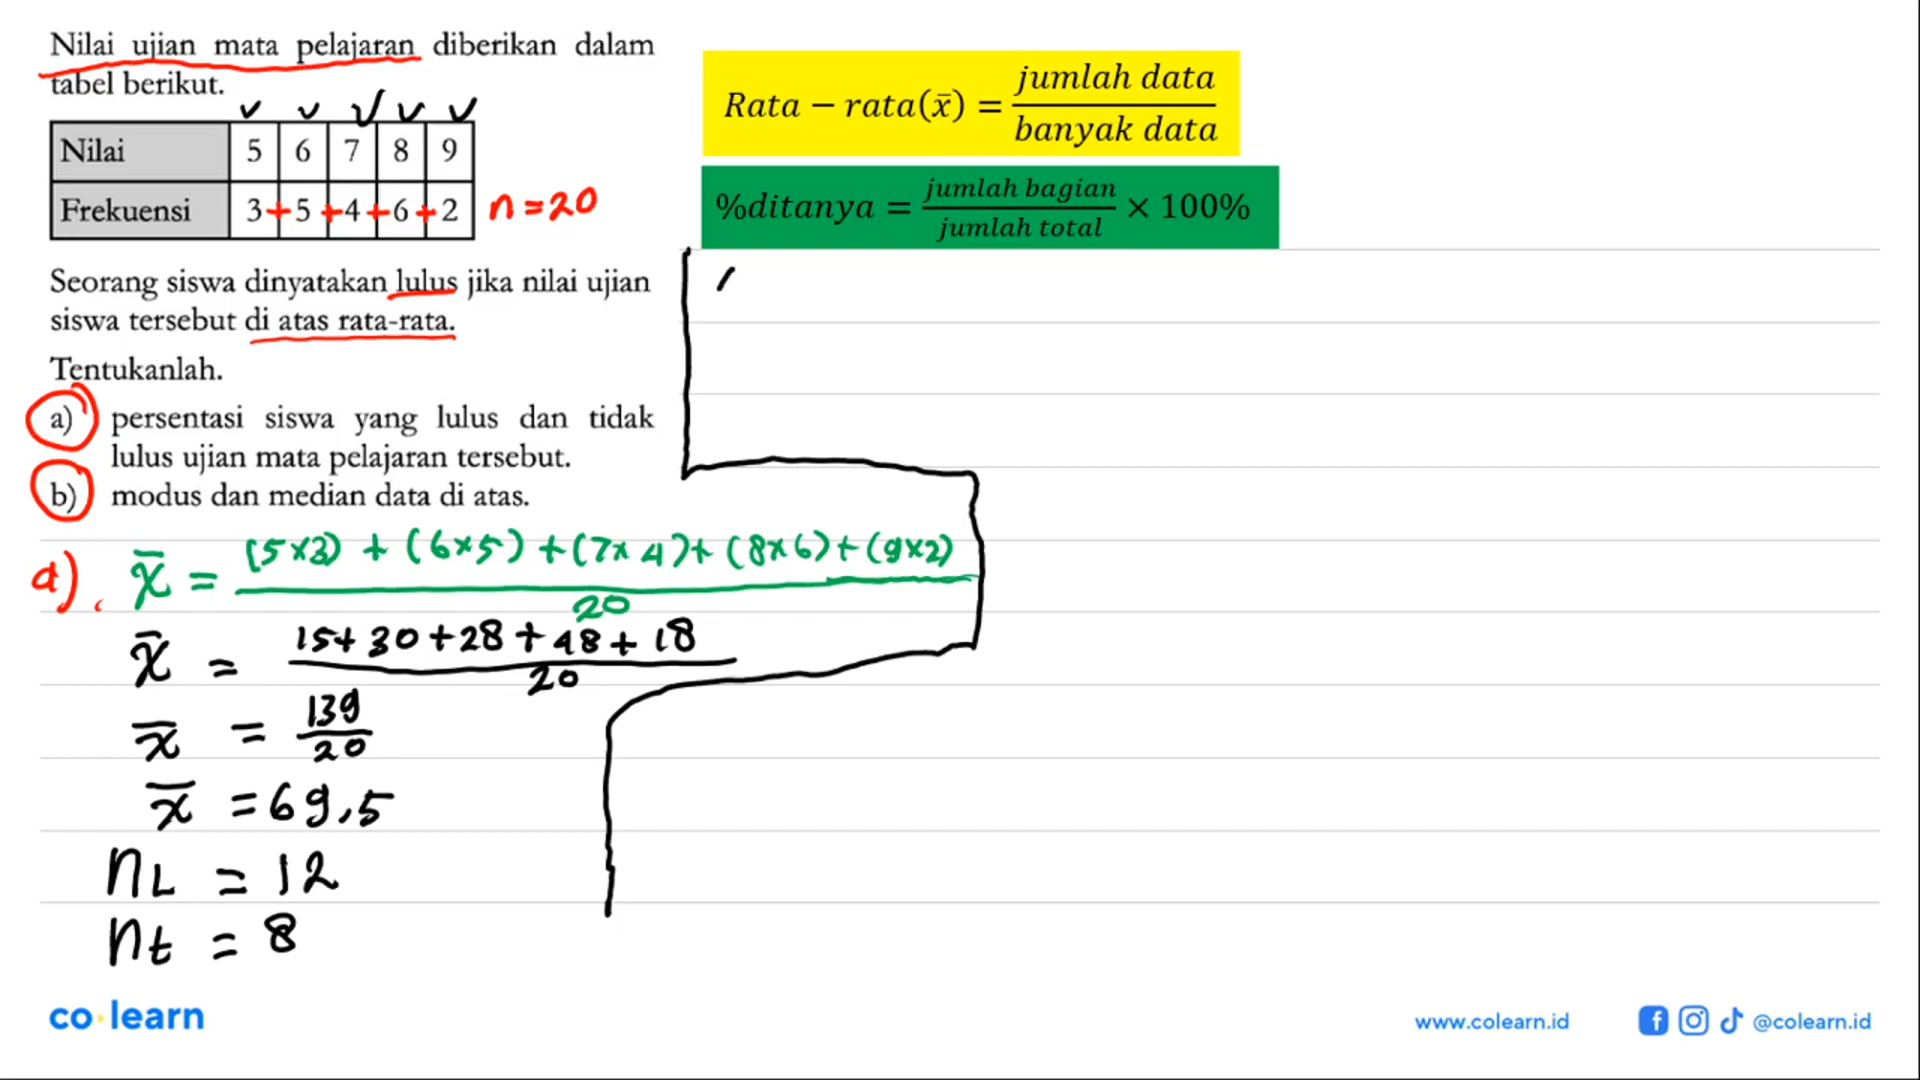 Nilai ujian mata pelajaran diberikan dalam
tabel berikut.
Nilai 5 6 7 8 9
Frekuensi 3 + 5 + 4 + 6 + 2 n = 20
Seorang siswa dinyatakan lulus jika nilai ujian
siswa tersebut di atas rata-rata.
Tentukanlah.
a) persentasi siswa yang lulus dan tidak
lulus ujian mata pelajaran tersebut.
b) modus dan median data di atas.
a). x̄ = (5×3) + (6×5) + (7×4) + (8×6) + (9×2)
20
x̄ = 15 + 30 + 28 + 48 + 18
20
x̄ = 139
20
x̄ = 69,5
nL = 12
nt = 8
Rata − rata(x̄) = jumlah data
banyak data
%ditanya = jumlah bagian
jumlah total × 100%
co learn
www.colearn.id
@colearn.id